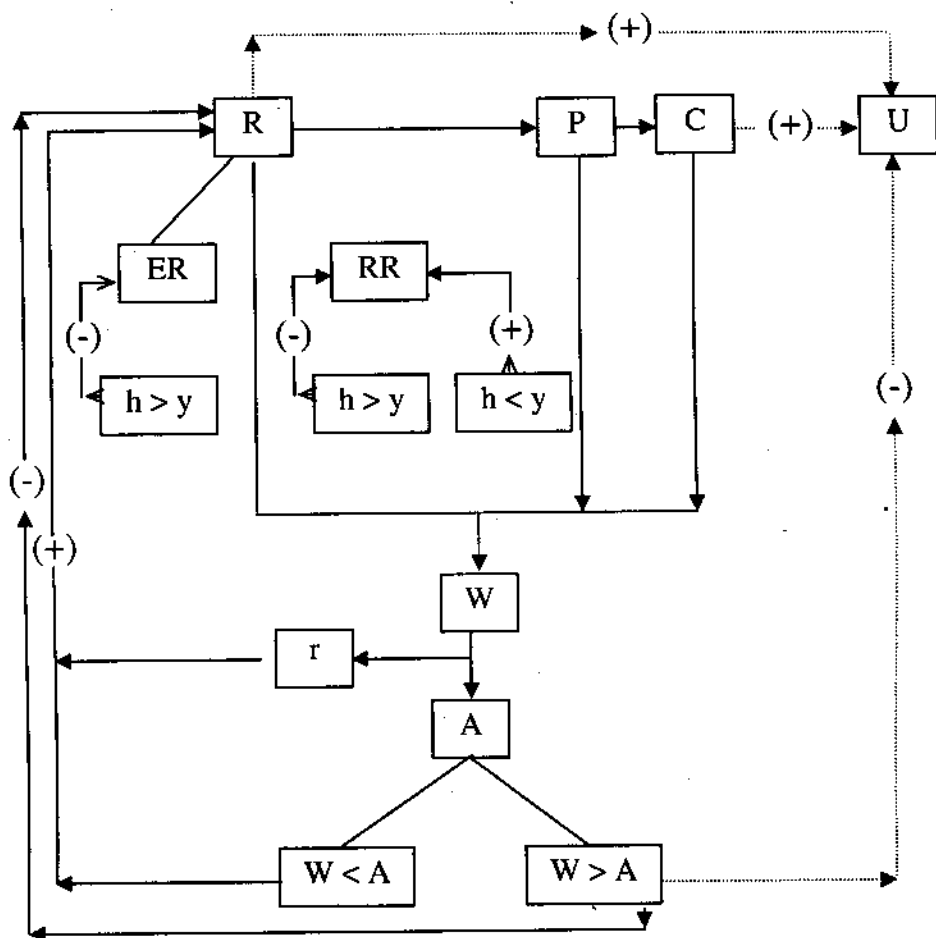 (+)
R
P
C
(+)
U
ER
RR
(-)
(-)
(+)
(-)
h > y
h > y
h < y
(-)
(+)
W
r
A
W < A
W > A